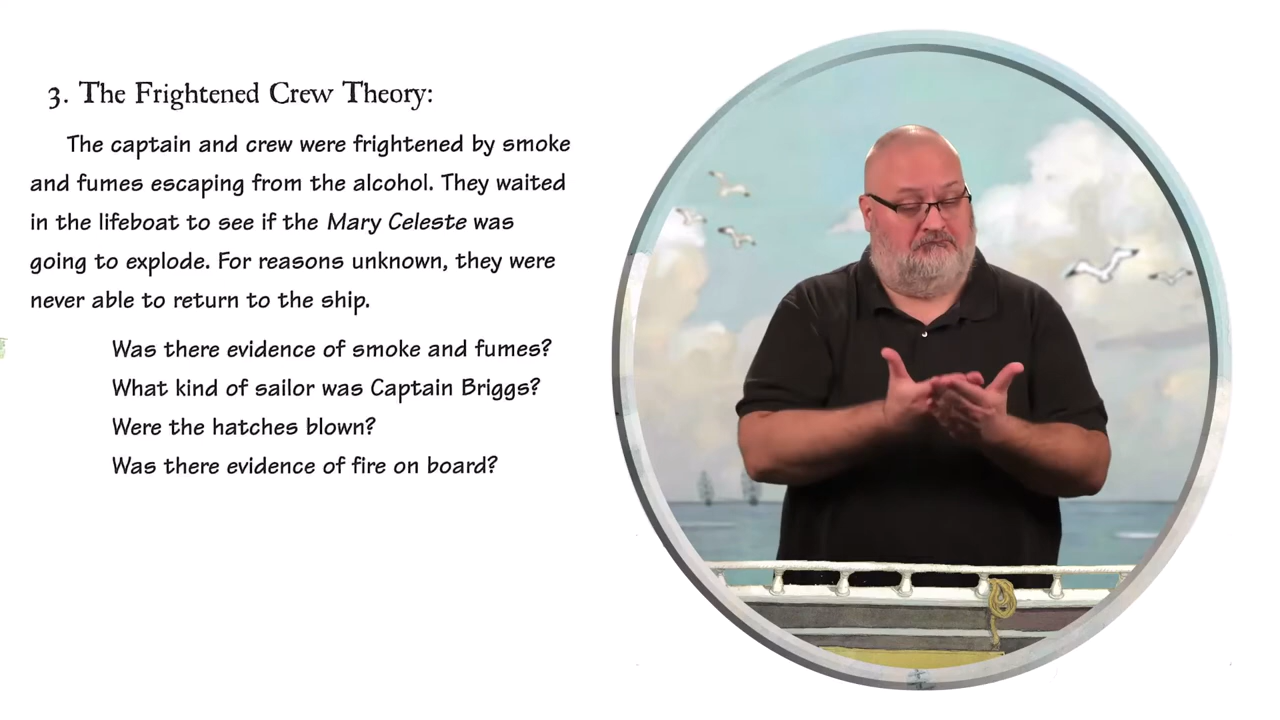 3. The Frightened Crew Theory:
The captain and crew were frightened by smoke
and fumes escaping from the alcohol. They waited
in the lifeboat to see if the Mary Celeste was
going to explode. For reasons unknown, they were
never able to return to the ship.
Was there evidence of smoke and fumes?
What kind of sailor was Captain Briggs?
Were the hatches blown?
Was there evidence of fire on board?